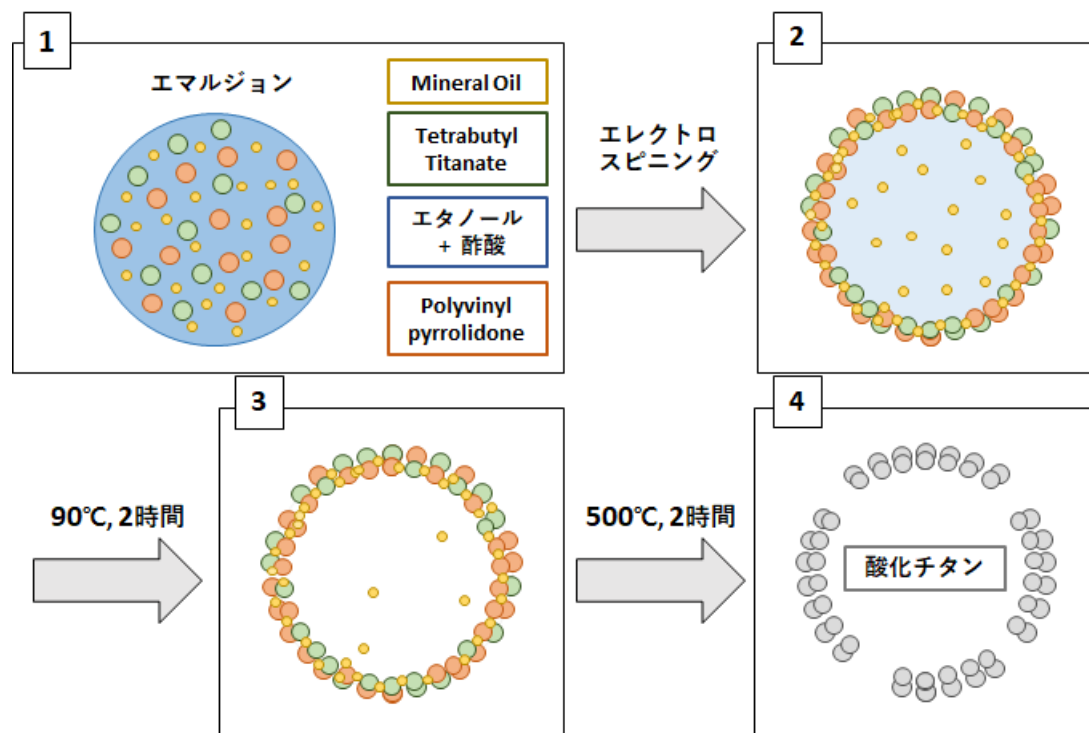 1
エマルジョン
Mineral Oil
Tetrabutyl
Titanate
エタノール
+ 酢酸
Polyvinyl
pyrrolidone
エレクトロ
スピニング
2
90℃, 2時間
3
500℃, 2時間
4
酸化チタン